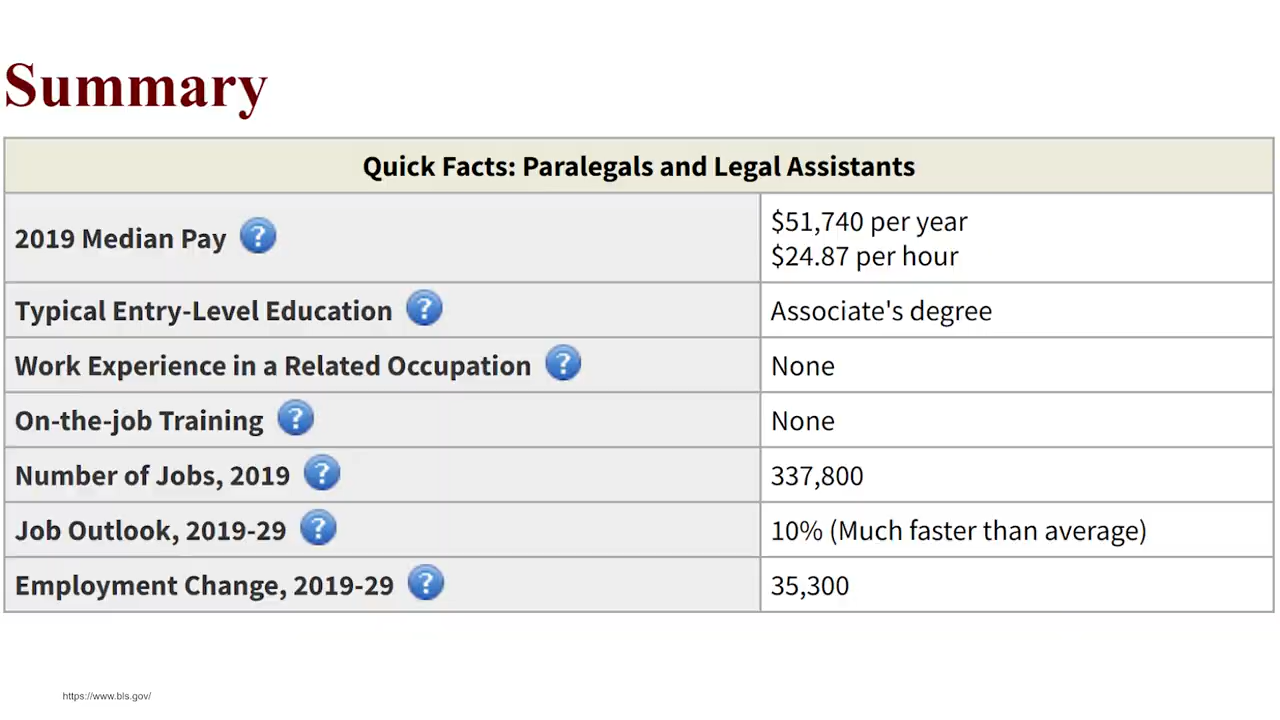 Summary
Quick Facts: Paralegals and Legal Assistants
2019 Median Pay ?
$51,740 per year
$24.87 per hour
Typical Entry-Level Education ?
Associate's degree
Work Experience in a Related Occupation ?
None
On-the-job Training ?
None
Number of Jobs, 2019 ?
337,800
Job Outlook, 2019-29 ?
10% (Much faster than average)
Employment Change, 2019-29 ?
35,300
https://www.bls.gov/